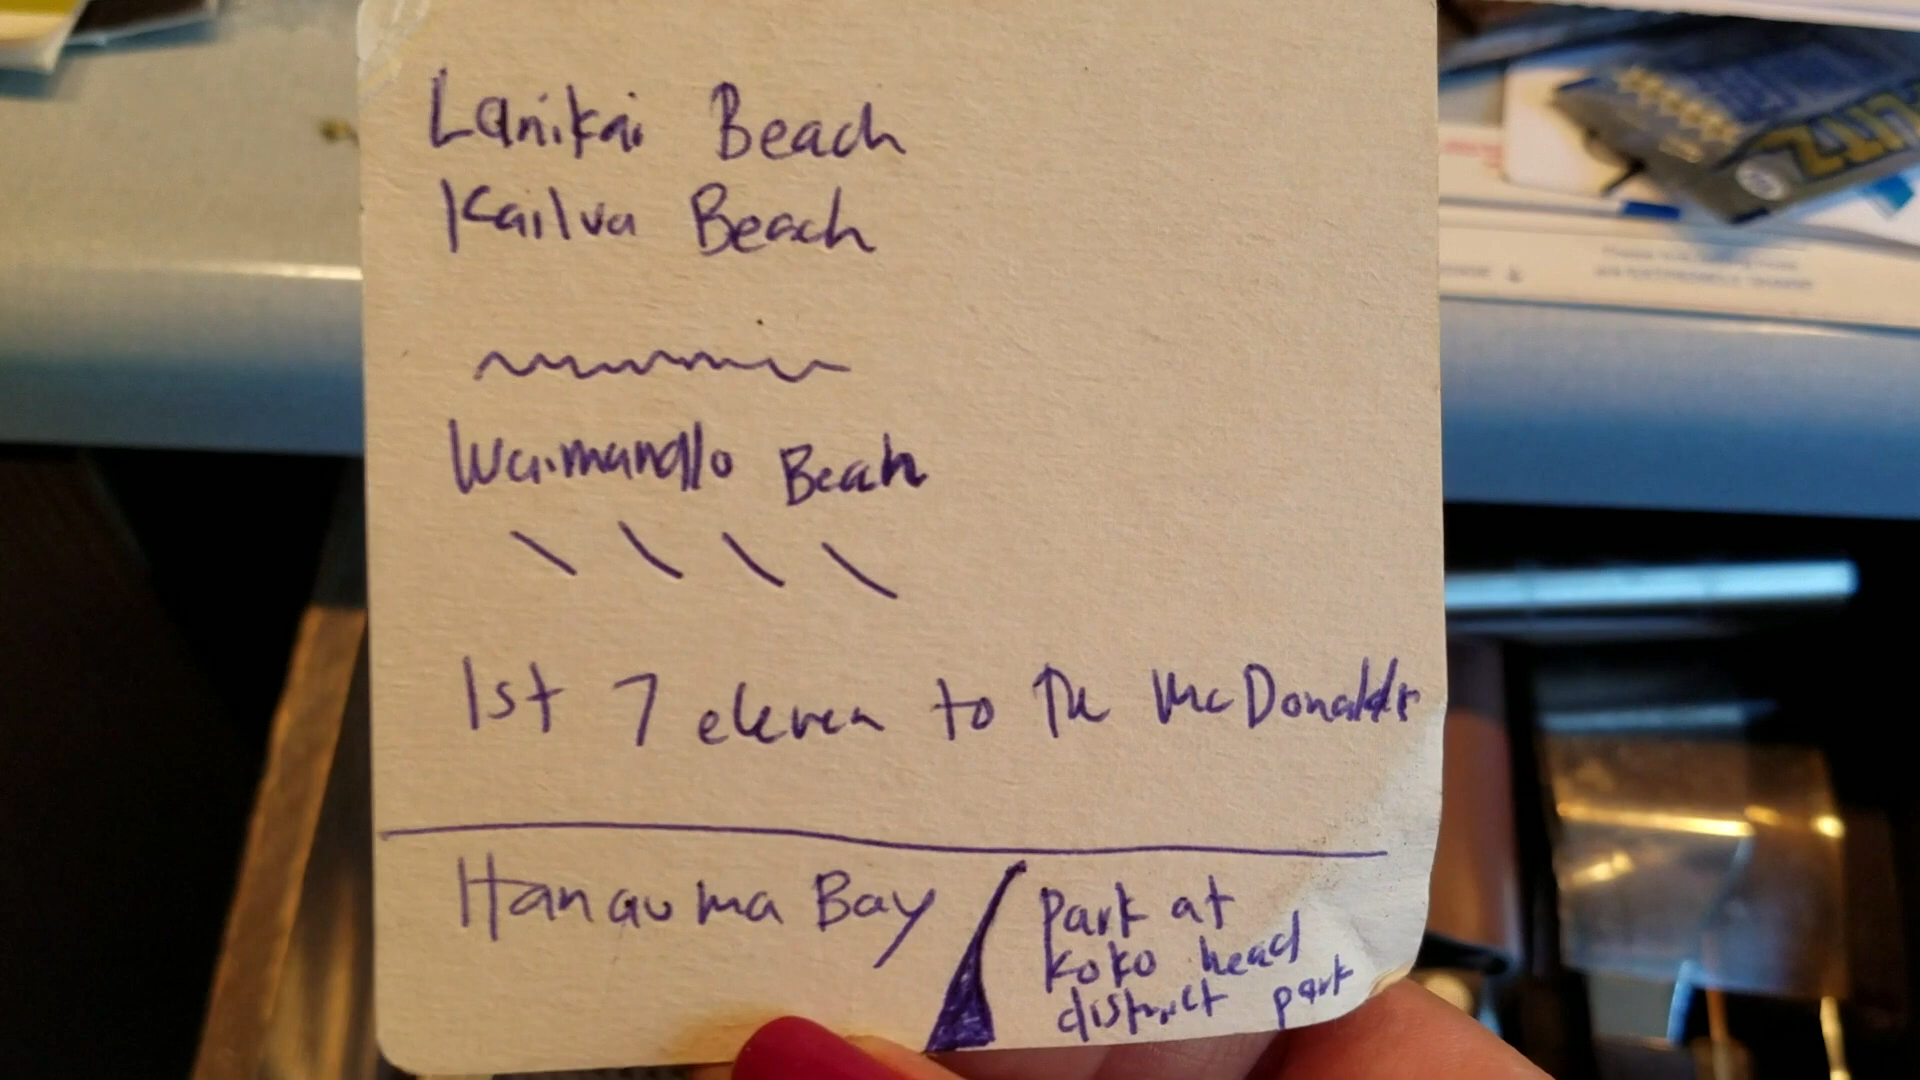 Lanikai Beach
Kailua Beach
Waimanallo Beach
1st 7 eleven to The McDonalds
Hanauma Bay
Park at
Koko head
district park